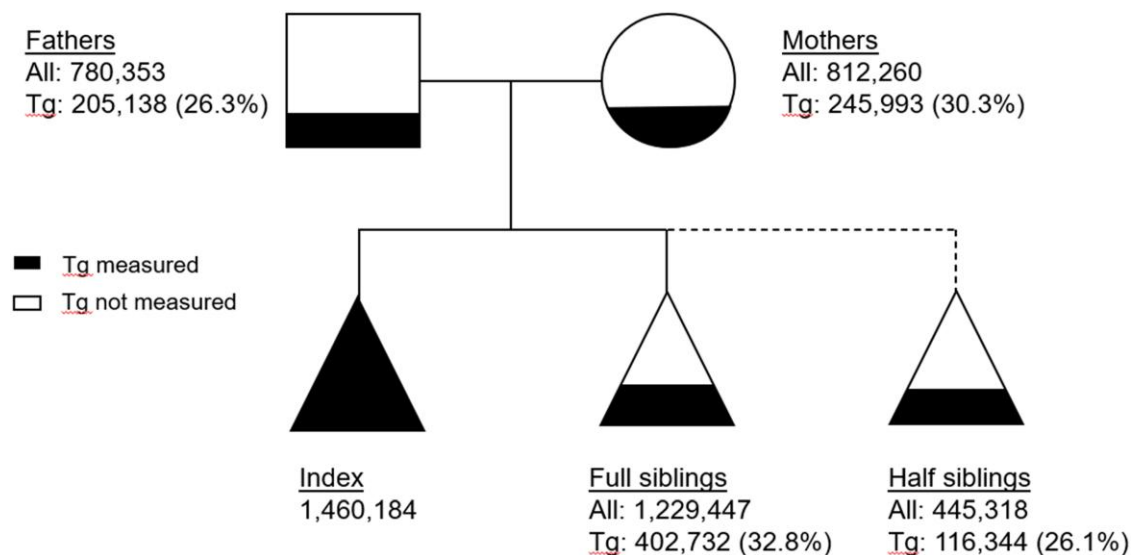 Fathers
All: 780,353
Tg: 205,138 (26.3%)
Mothers
All: 812,260
Tg: 245,993 (30.3%)
Tg measured
Tg not measured
Index
1,460,184
Full siblings
All: 1,229,447
Tg: 402,732 (32.8%)
Half siblings
All: 445,318
Tg: 116,344 (26.1%)